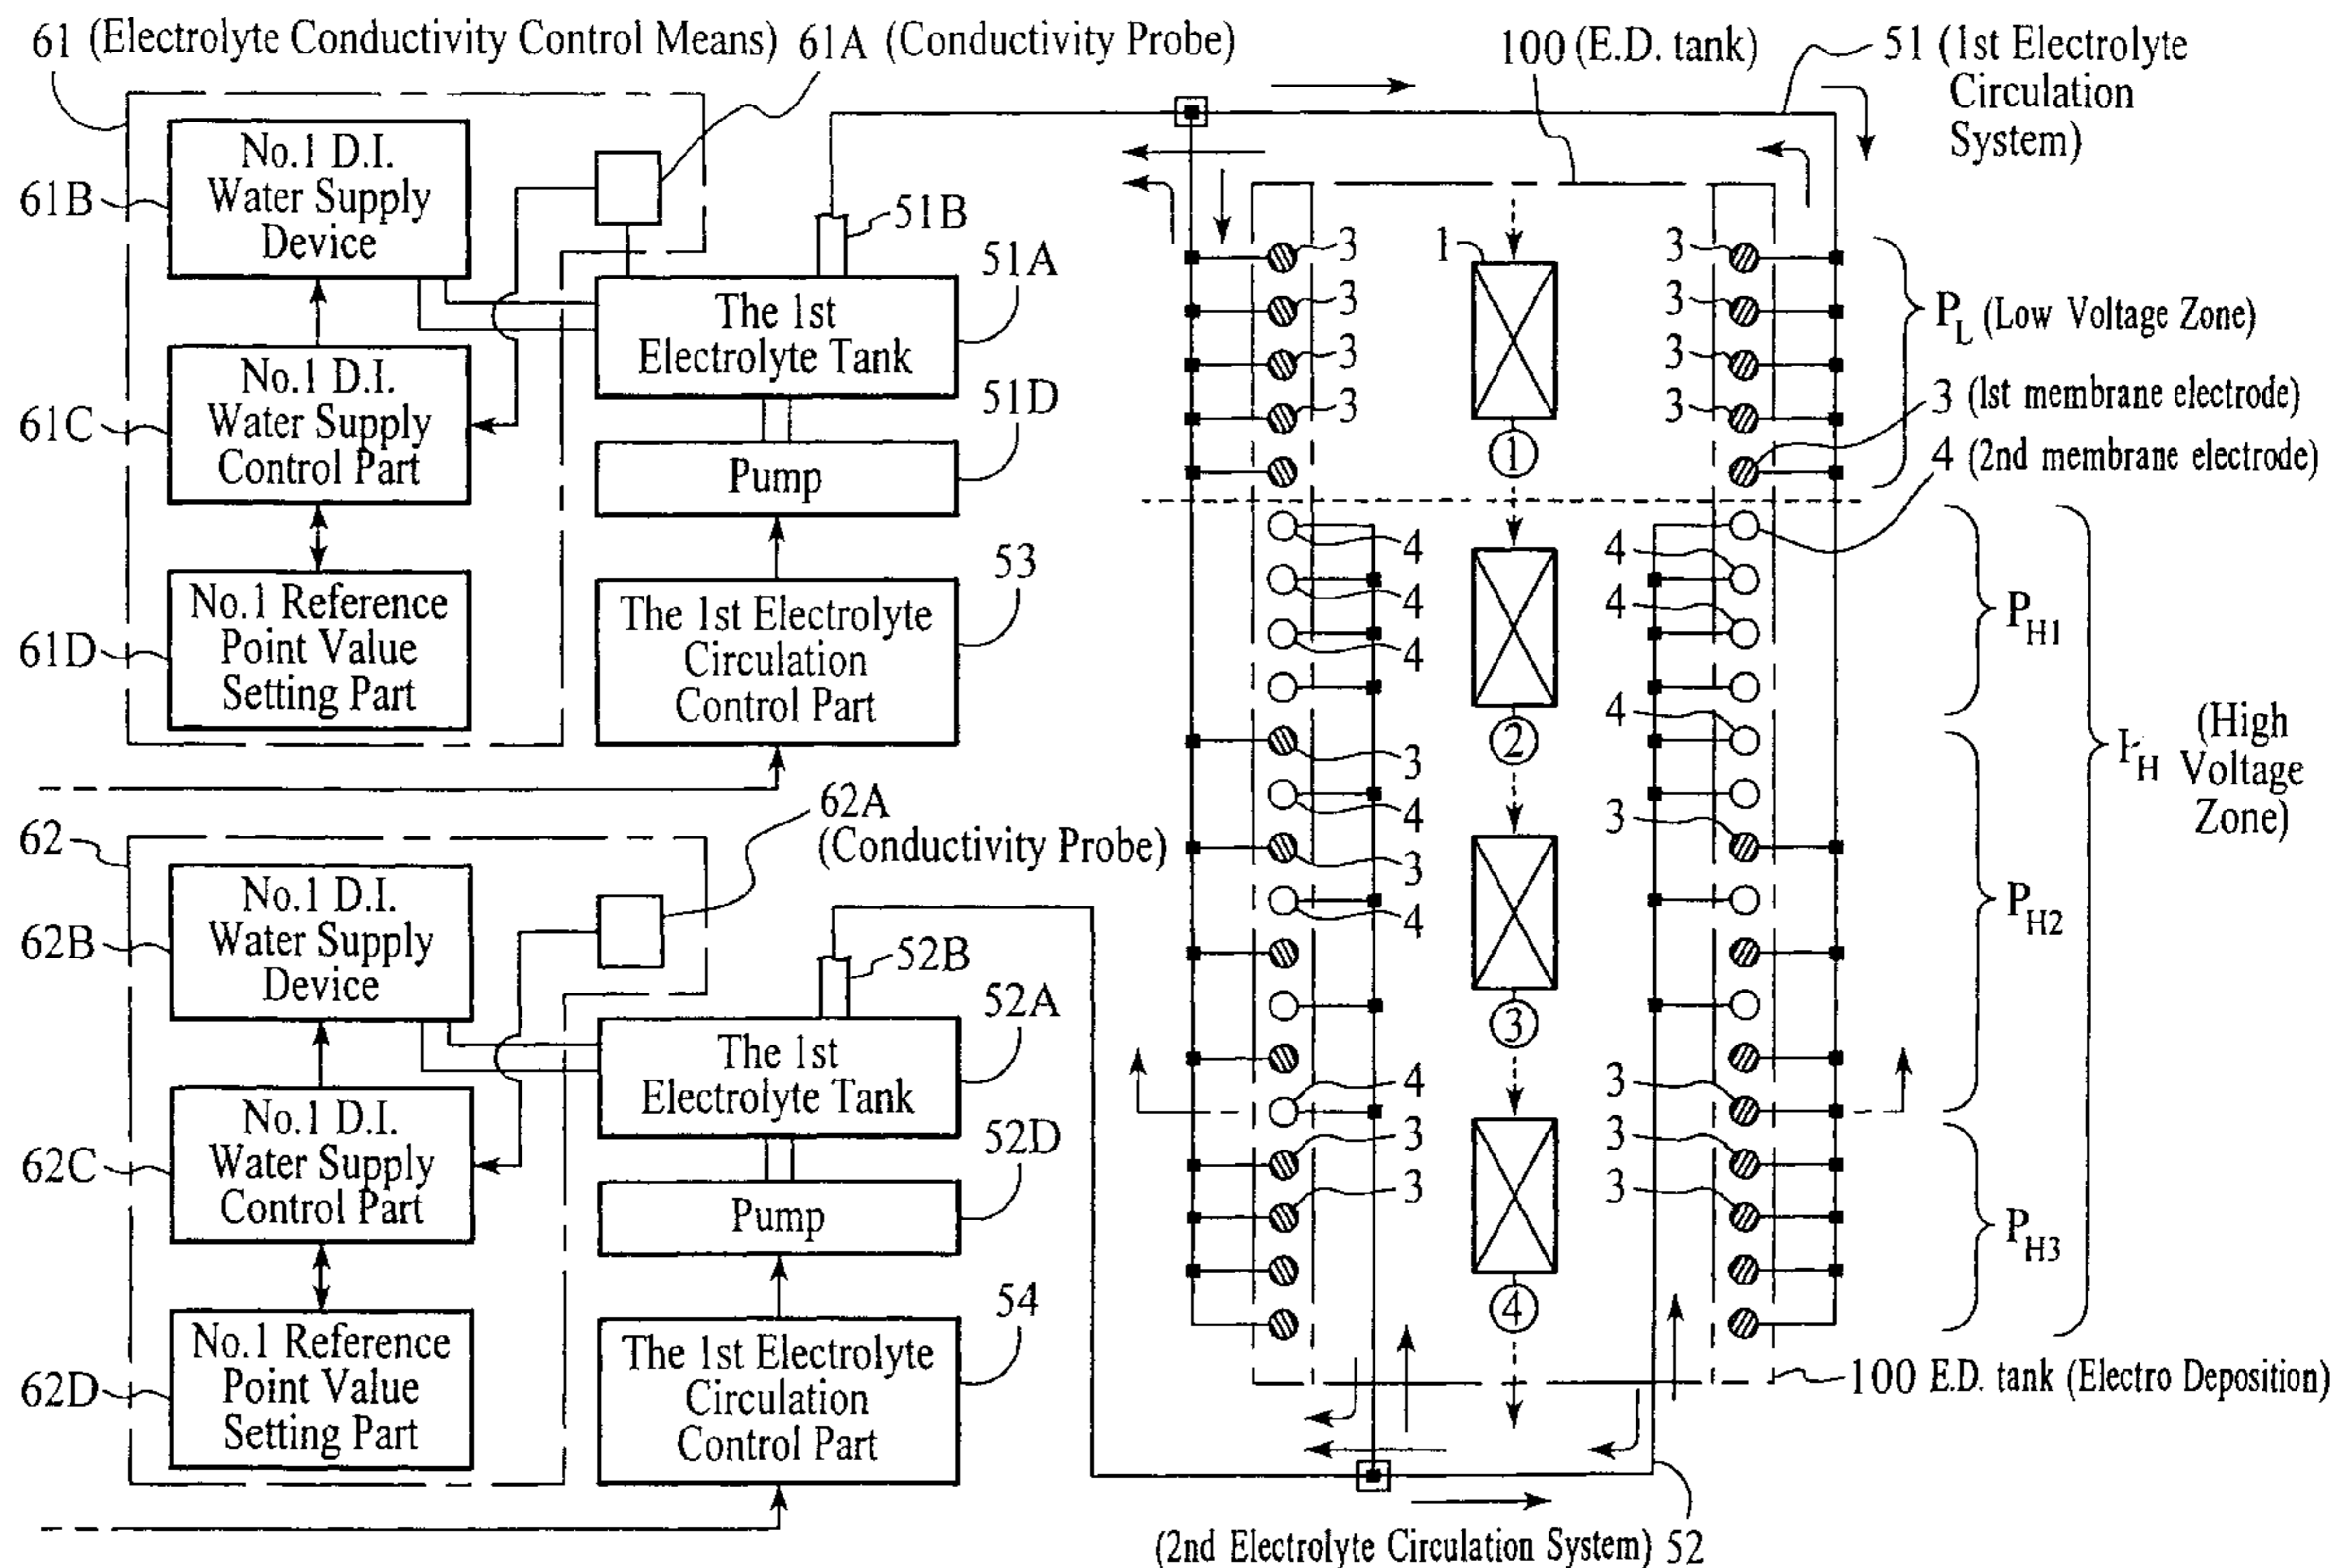 61 (Electrolyte Conductivity Control Means)
61A (Conductivity Probe)
100 (E.D. tank)
51 (1st Electrolyte
Circulation
System)
No.1 D.I.
Water Supply
Device
61B
51B
51A
The 1st
Electrolyte Tank
No.1 D.I.
Water Supply
Control Part
61C
51D
Pump
53
No.1 Reference
Point Value
Setting Part
61D
The 1st Electrolyte
Circulation
Control Part
62
62A
(Conductivity Probe)
No.1 D.I.
Water Supply
Device
62B
52B
52A
The 1st
Electrolyte Tank
No.1 D.I.
Water Supply
Control Part
62C
52D
Pump
54
No.1 Reference
Point Value
Setting Part
62D
The 1st Electrolyte
Circulation
Control Part
3
1
3
3
3
3
3
3
3
PL (Low Voltage Zone)
3 (1st membrane electrode)
4 (2nd membrane electrode)
1
4
4
4
4
4
4
PH1
2
3
4
3
4
3
PH2
PH (High
Voltage
Zone)
3
4
3
3
3
3
3
PH3
4
100 E.D. tank (Electro Deposition)
(2nd Electrolyte Circulation System) 52